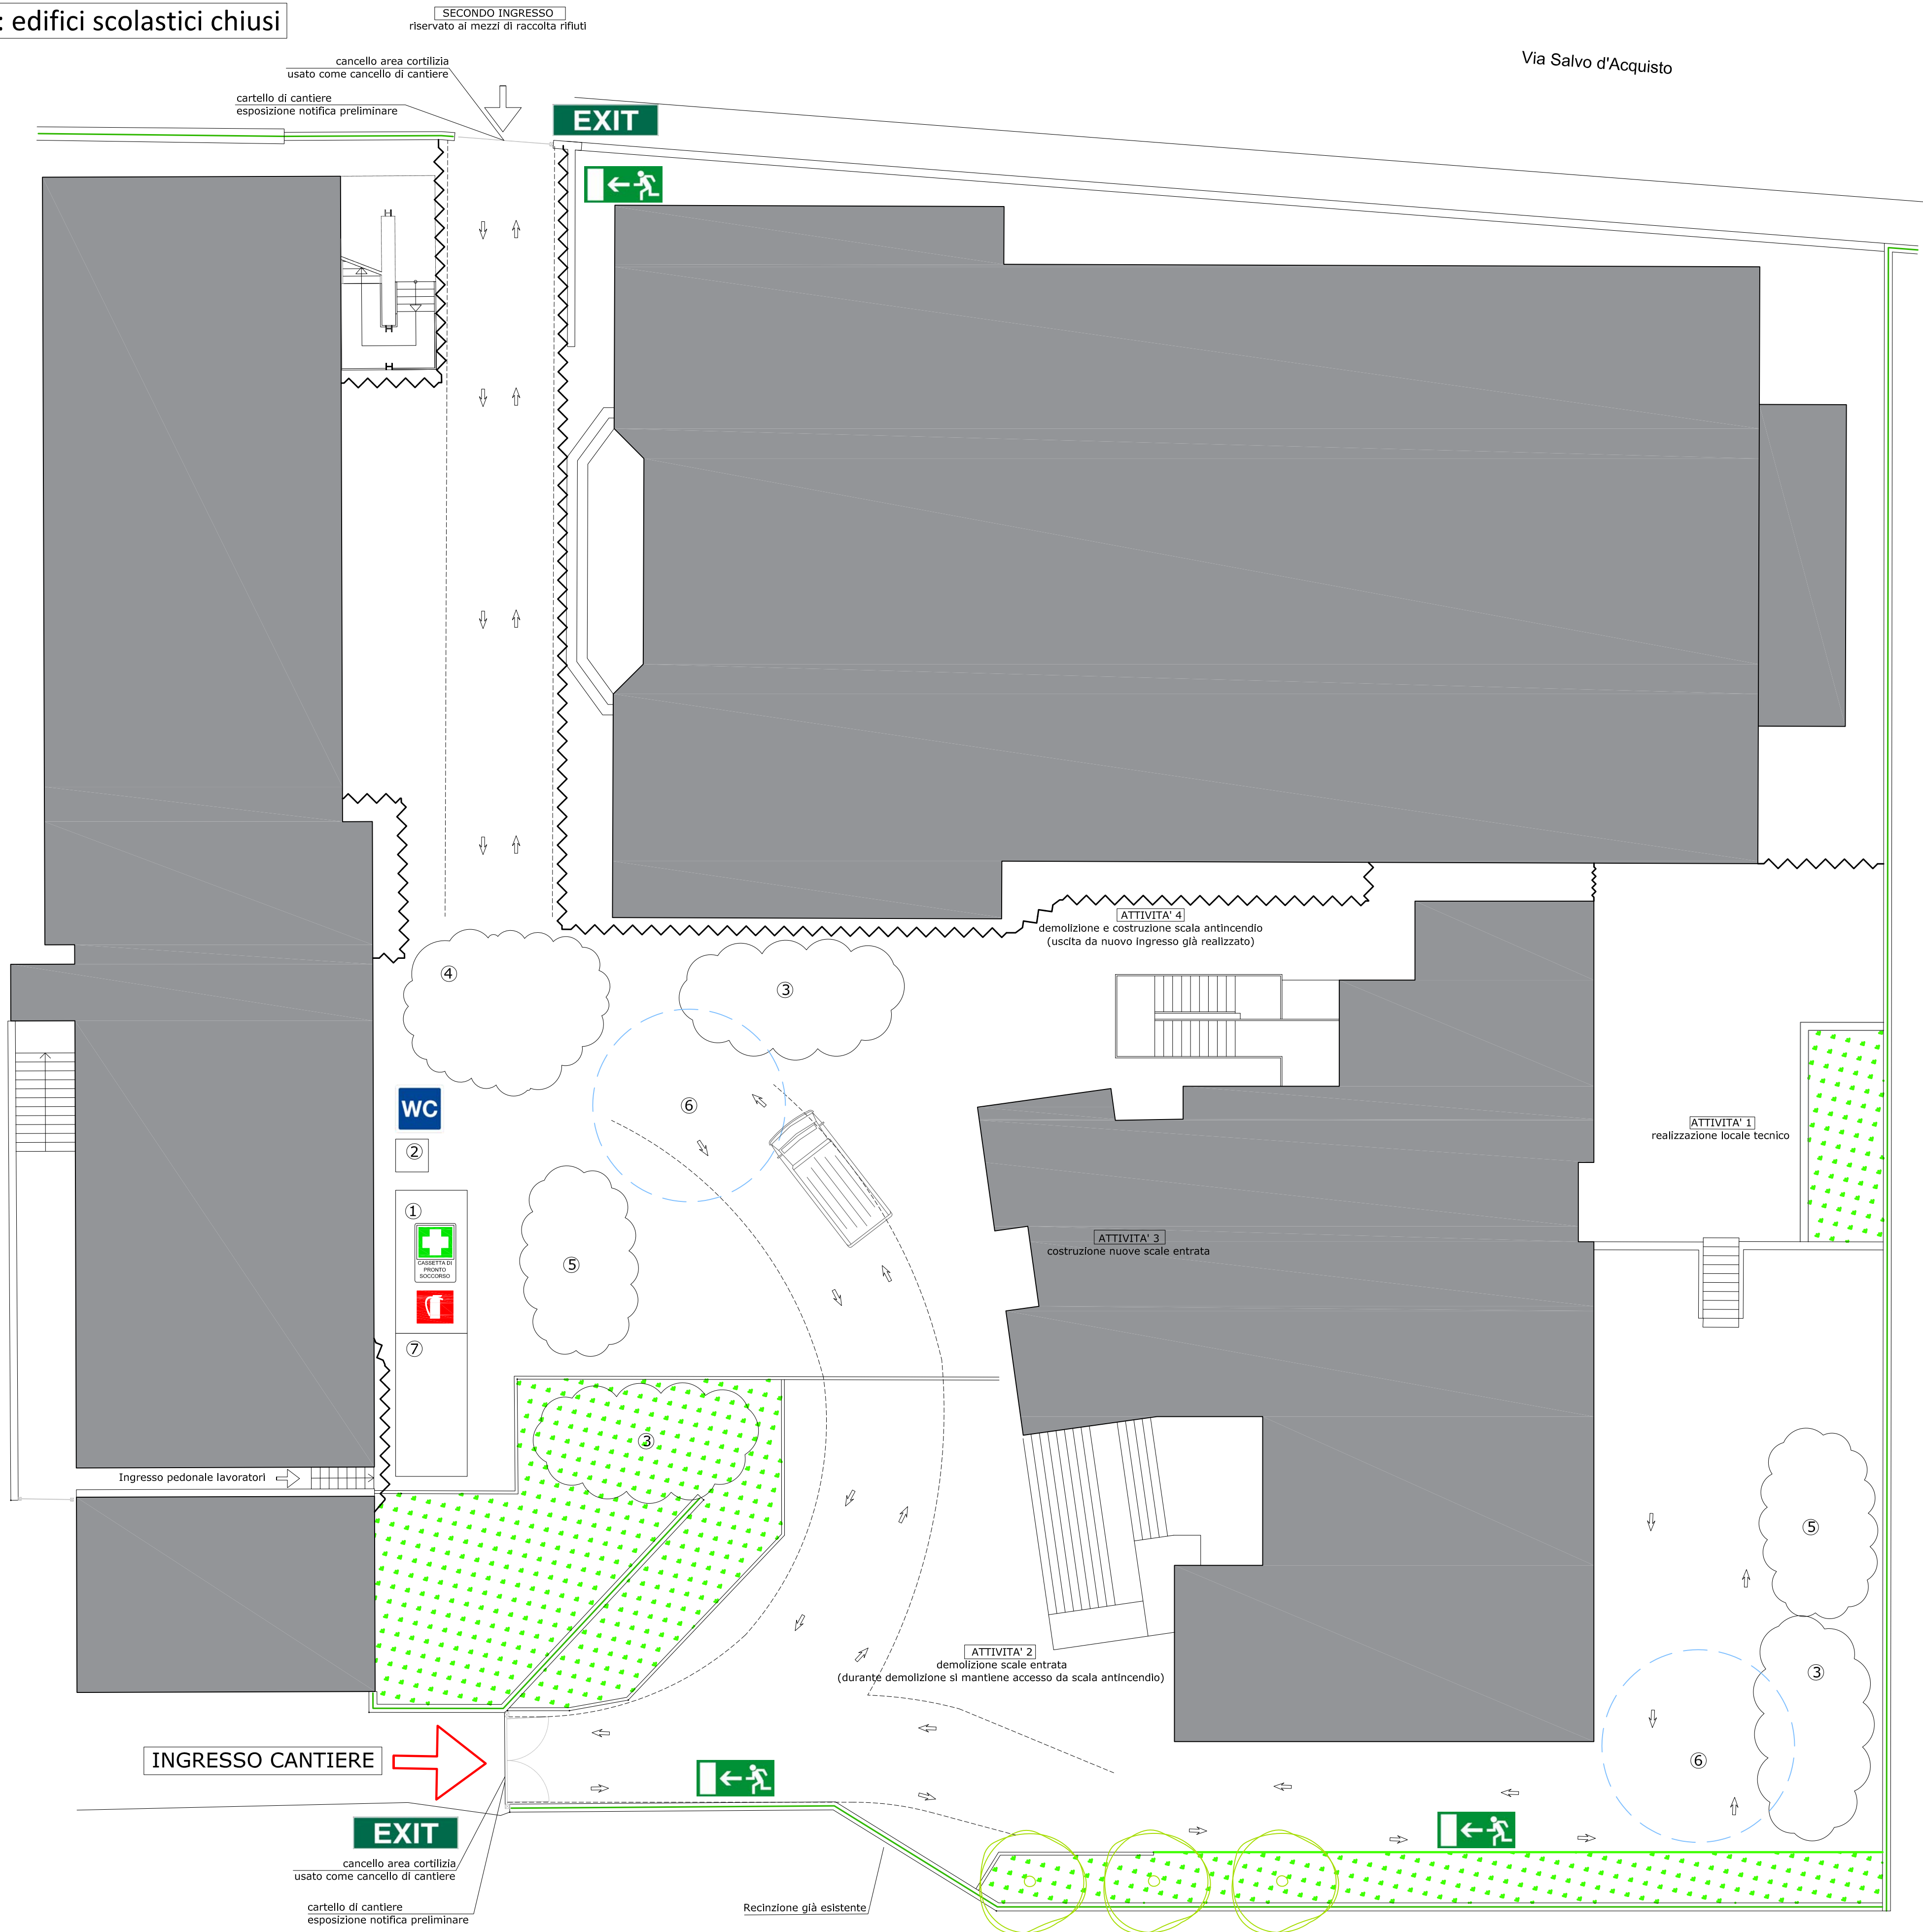 : edifici scolastici chiusi
SECONDO INGRESSO
riservato ai mezzi di raccolta rifiuti
Via Salvo d'Acquisto
cancello area cortilizia
usato come cancello di cantiere
cartello di cantiere
esposizione notifica preliminare
EXIT
H
H
H
ATTIVITA' 4
demolizione e costruzione scala antincendio
(uscita da nuovo ingresso già realizzato)
4
3
6
WC
2
ATTIVITA' 1
realizzazione locale tecnico
1
CASSETTA DI
PRONTO
SOCCORSO
5
ATTIVITA' 3
costruzione nuove scale entrata
7
3
Ingresso pedonale lavoratori
5
ATTIVITA' 2
demolizione scale entrata
(durante demolizione si mantiene accesso da scala antincendio)
3
6
INGRESSO CANTIERE
EXIT
cancello area cortilizia
usato come cancello di cantiere
cartello di cantiere
esposizione notifica preliminare
Recinzione già esistente